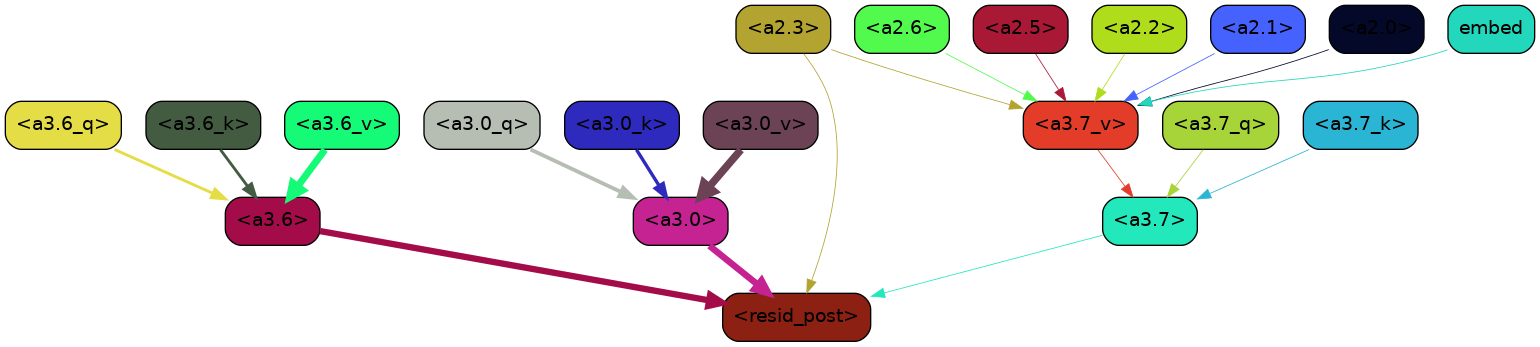 <a2.3> <a2.6> <a2.5> <a2.2> <a2.1> <a2.0> embed
<a3.6_q> <a3.6_k> <a3.6_v> <a3.0_q> <a3.0_k> <a3.0_v> <a3.7_v> <a3.7_q> <a3.7_k>
<a3.6> <a3.0> <a3.7>
<resid_post>